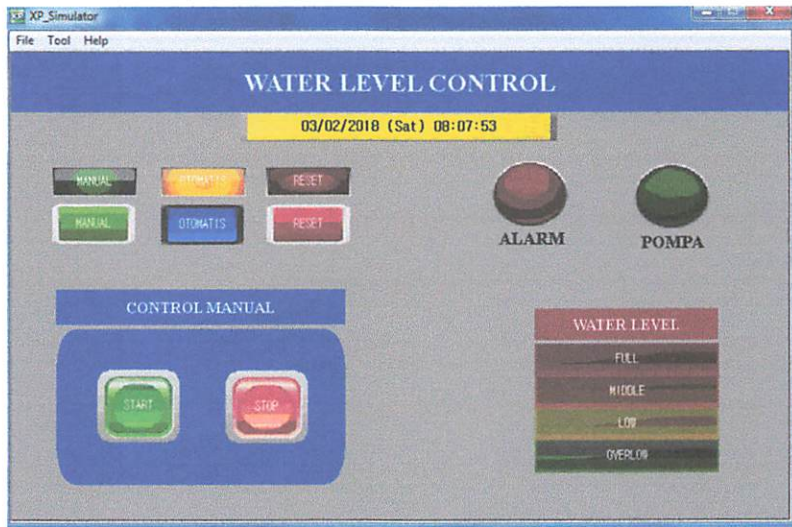 XP_Simulator
File Tool Help
WATER LEVEL CONTROL
03/02/2018 (Sat) 08:07:53
MANUAL OTOMATIS RESET
MANUAL OTOMATIS RESET
ALARM POMPA
CONTROL MANUAL
START STOP
WATER LEVEL
FULL
MIDDLE
LOW
OVERLOW